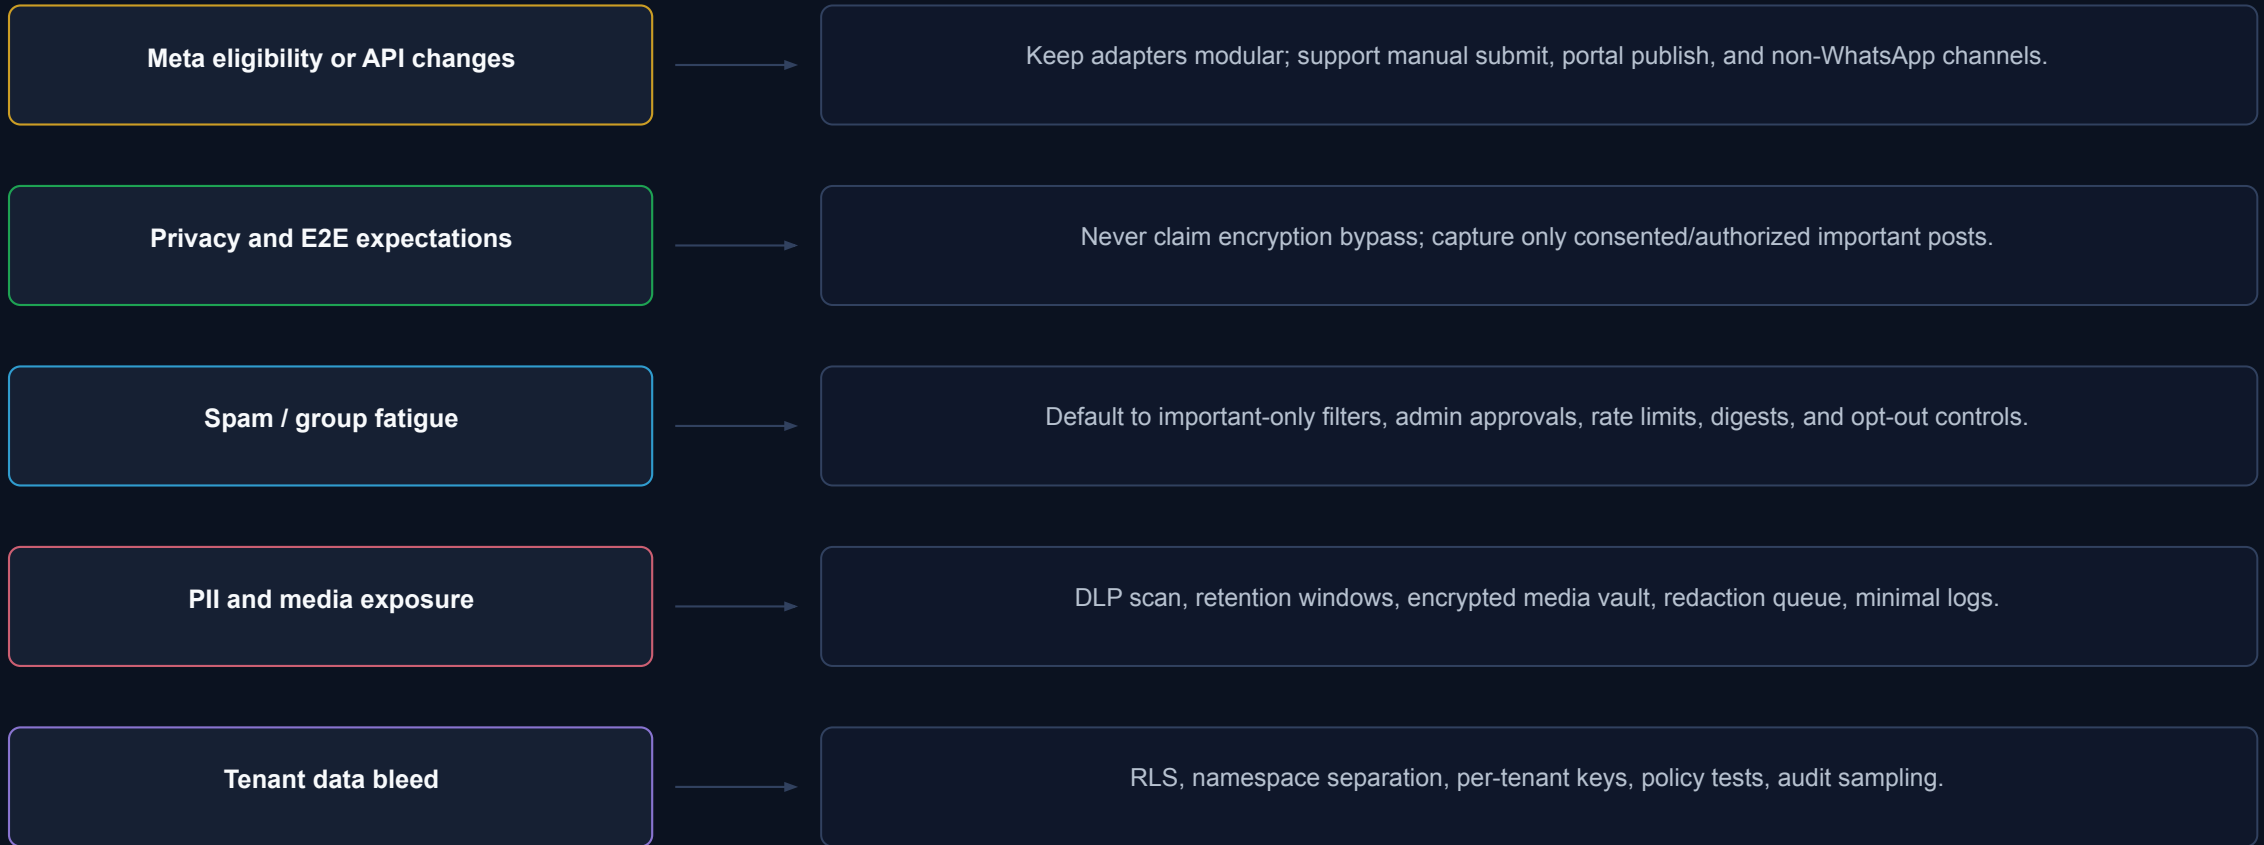 Meta eligibility or API changes
Keep adapters modular; support manual submit, portal publish, and non-WhatsApp channels.
Privacy and E2E expectations
Never claim encryption bypass; capture only consented/authorized important posts.
Spam / group fatigue
Default to important-only filters, admin approvals, rate limits, digests, and opt-out controls.
PII and media exposure
DLP scan, retention windows, encrypted media vault, redaction queue, minimal logs.
Tenant data bleed
RLS, namespace separation, per-tenant keys, policy tests, audit sampling.